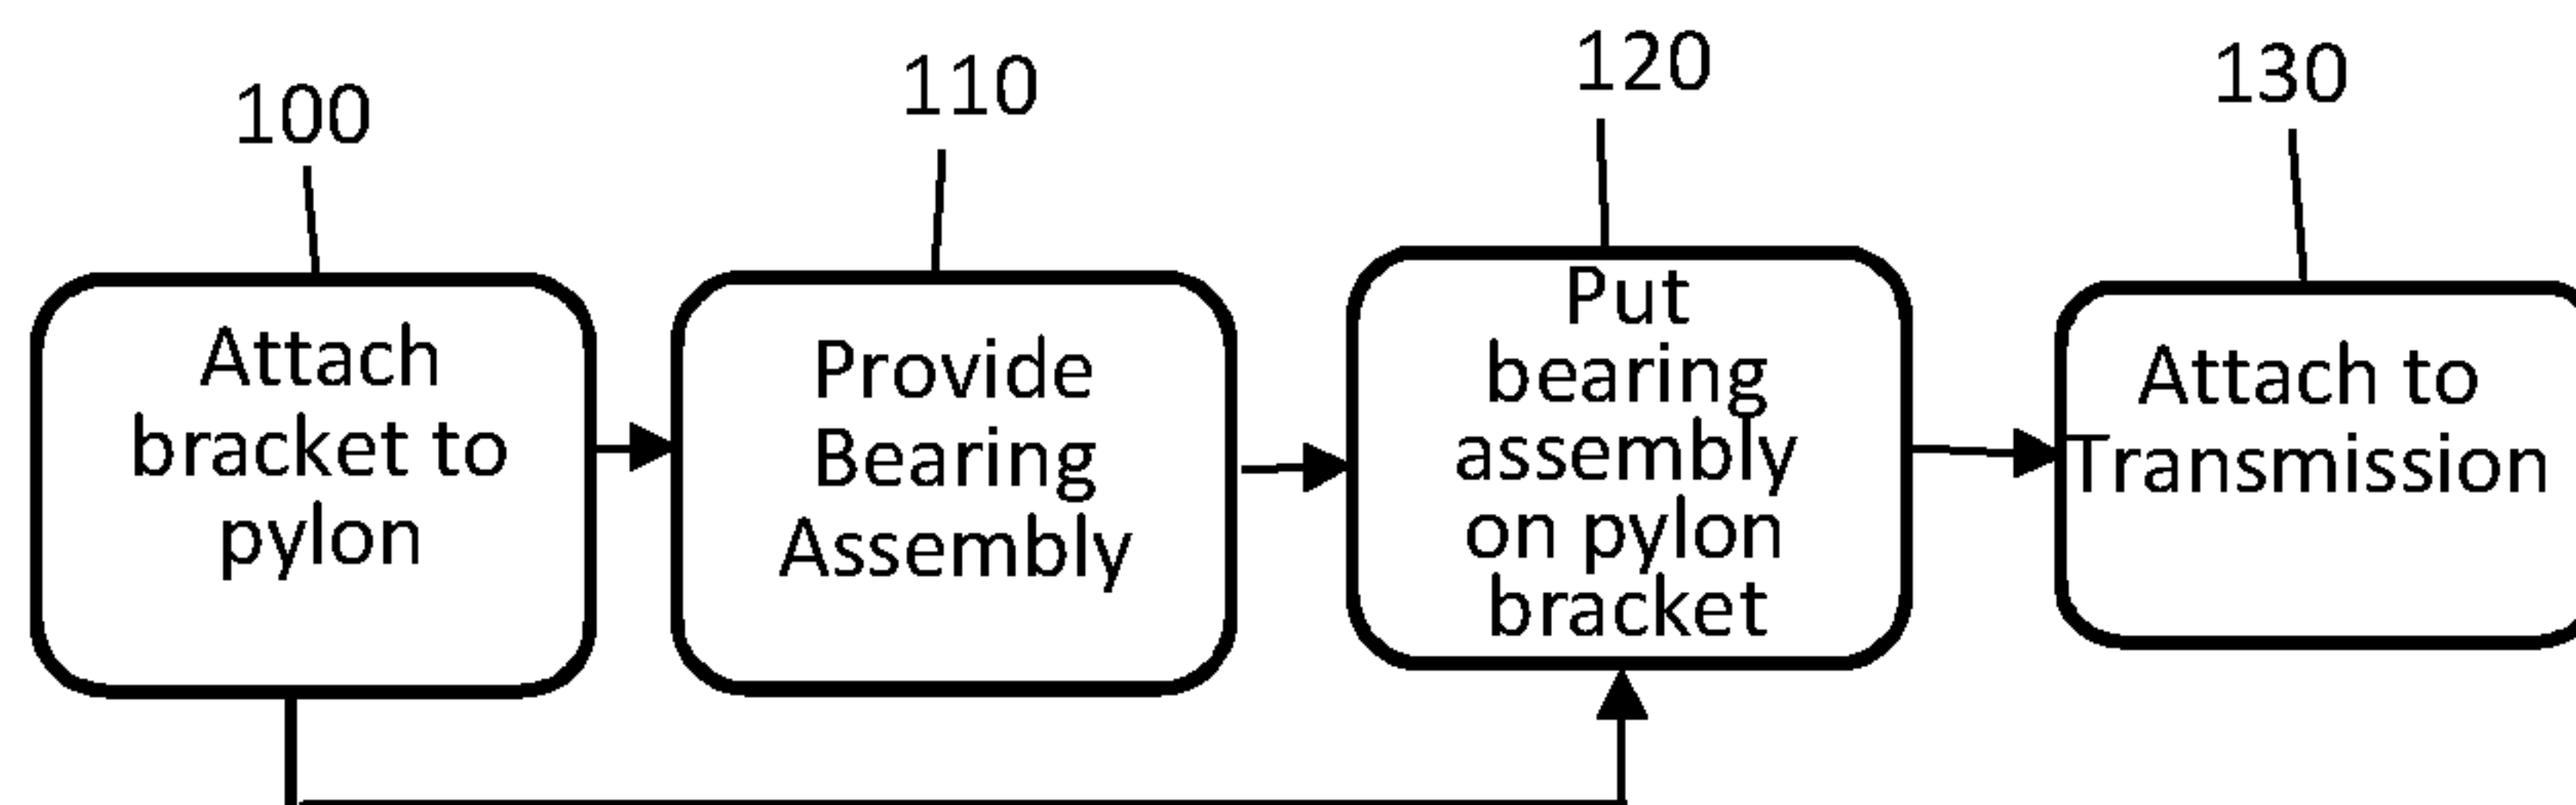 100
110
120
130
Attach
bracket to
pylon
Provide
Bearing
Assembly
Put
bearing
assembly
on pylon
bracket
Attach to
Transmission